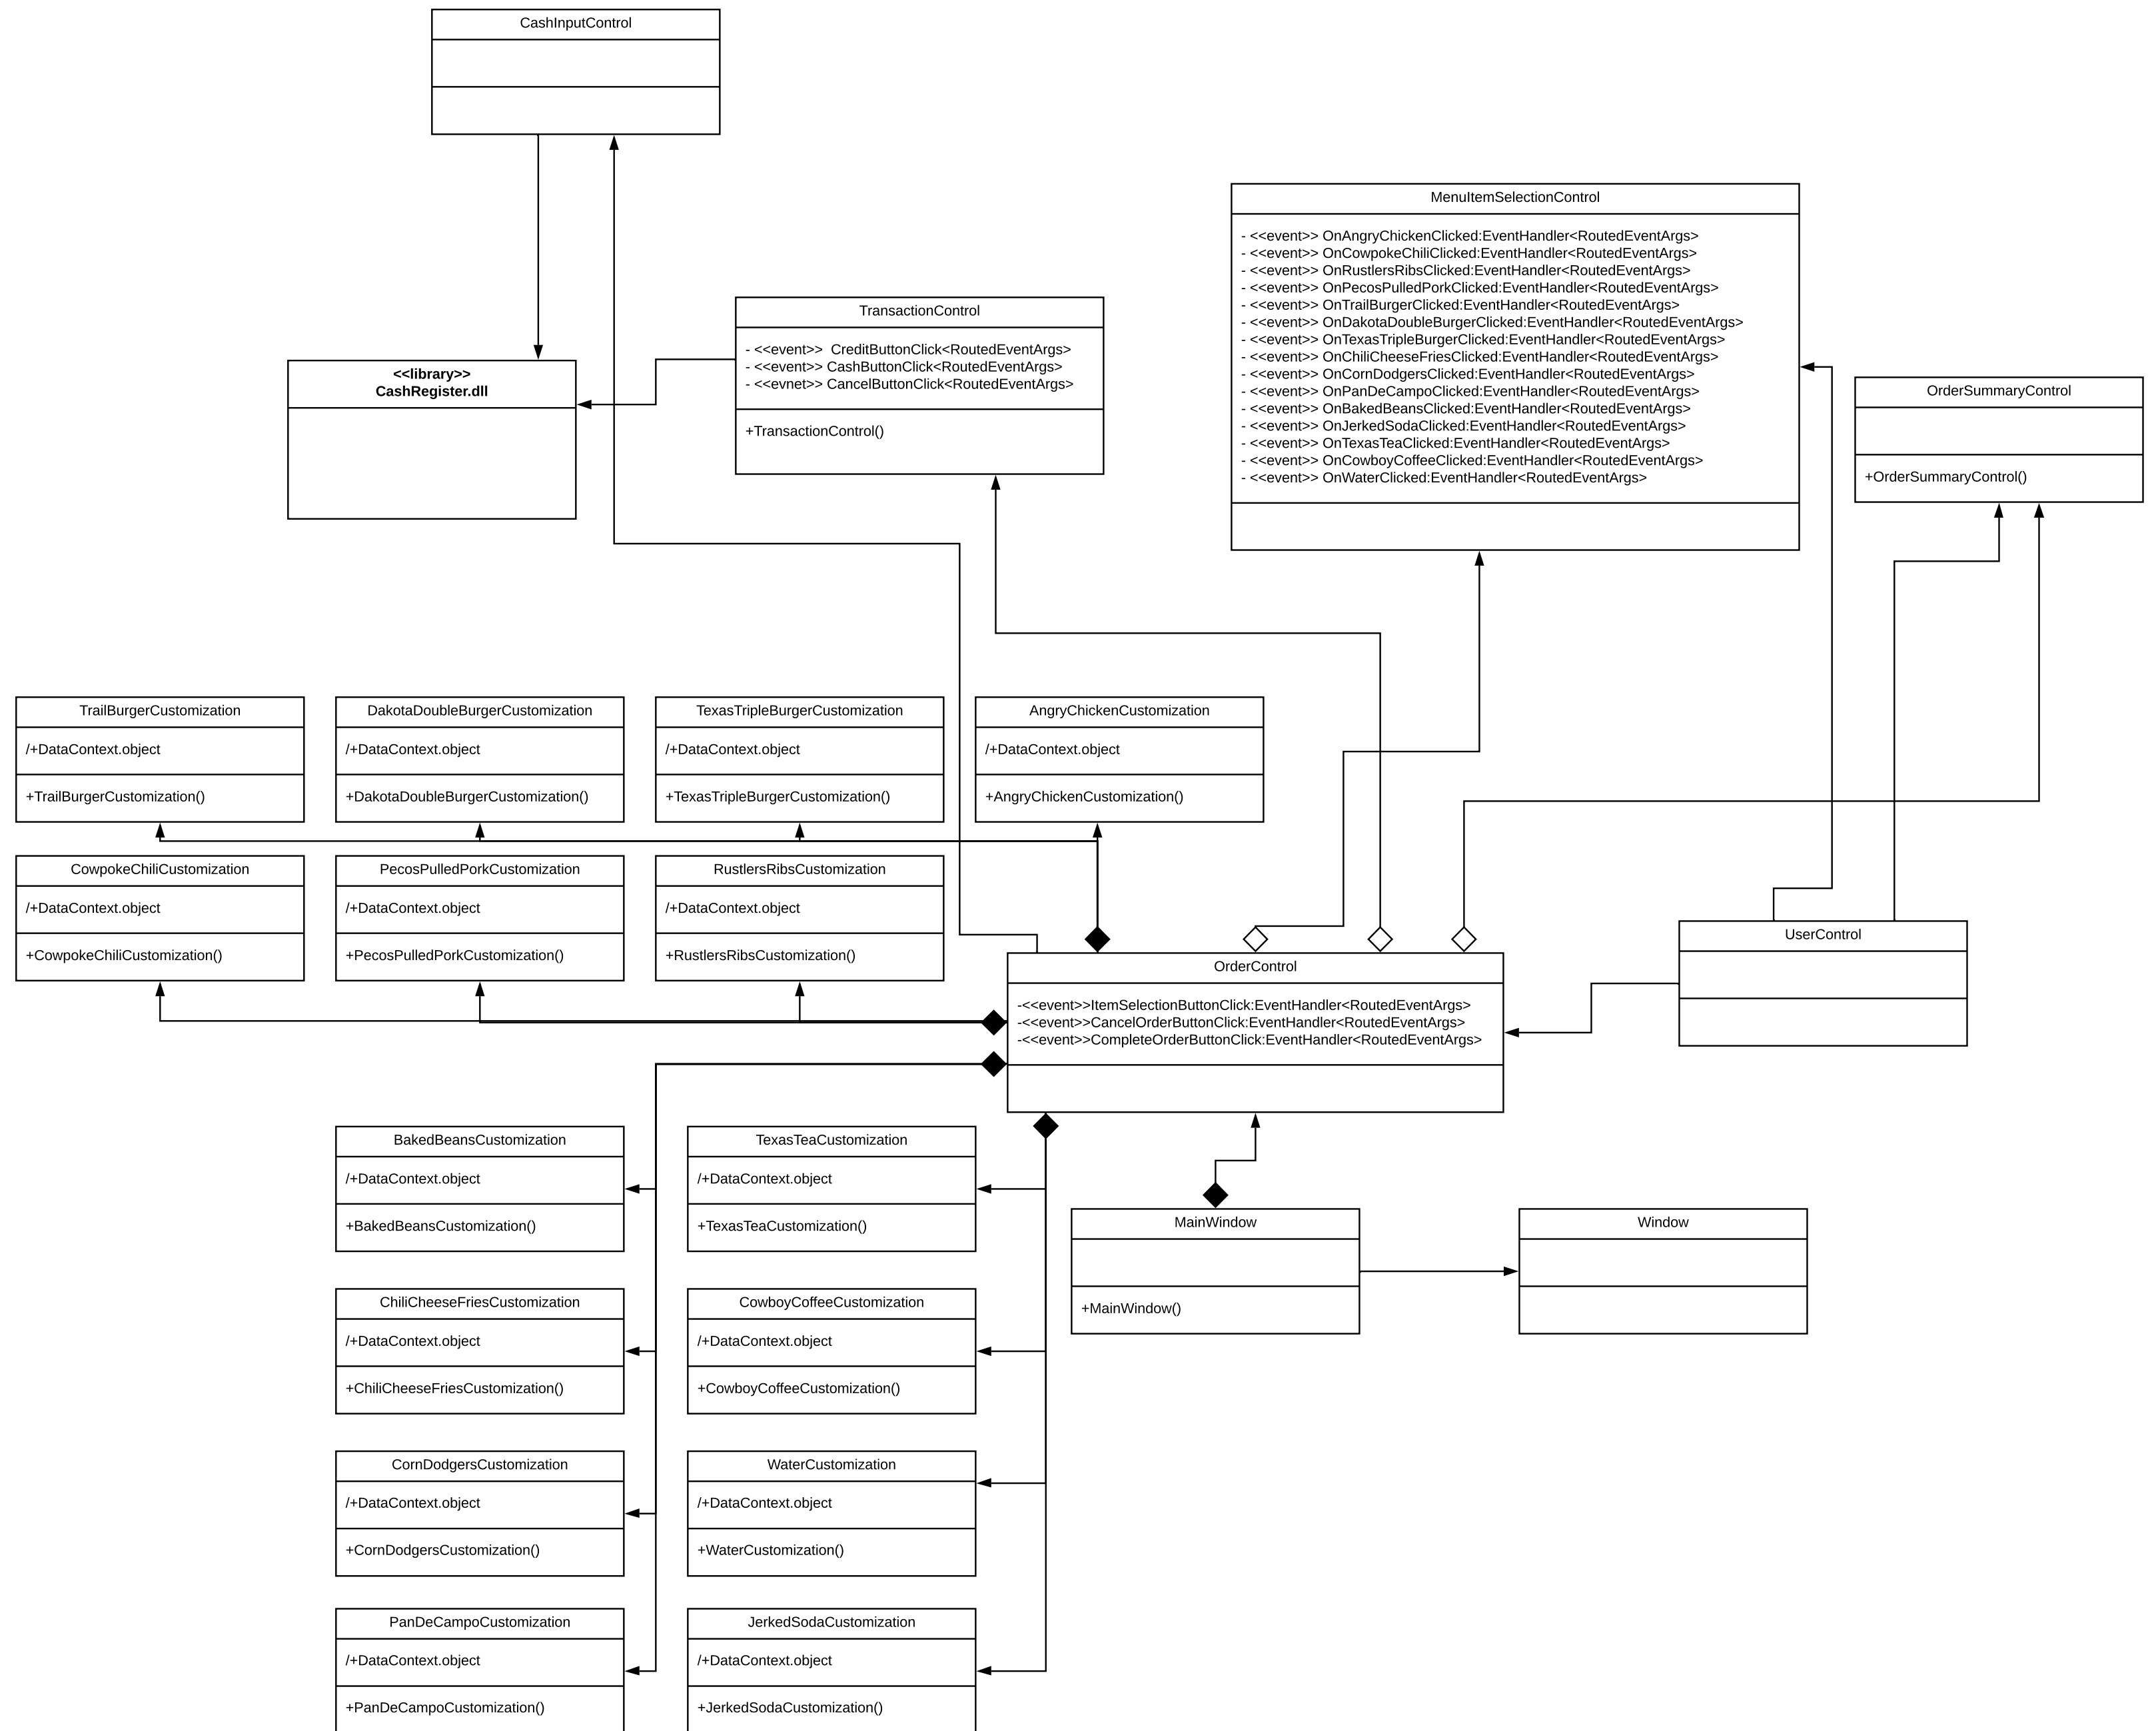 CashInputControl
MenuItemSelectionControl
- <<event>> OnAngryChickenClicked:EventHandler<RoutedEventArgs>
- <<event>> OnCowpokeChiliClicked:EventHandler<RoutedEventArgs>
- <<event>> OnRustlersRibsClicked:EventHandler<RoutedEventArgs>
- <<event>> OnPecosPulledPorkClicked:EventHandler<RoutedEventArgs>
- <<event>> OnTrailBurgerClicked:EventHandler<RoutedEventArgs>
- <<event>> OnDakotaDoubleBurgerClicked:EventHandler<RoutedEventArgs>
- <<event>> OnTexasTripleBurgerClicked:EventHandler<RoutedEventArgs>
- <<event>> OnChiliCheeseFriesClicked:EventHandler<RoutedEventArgs>
- <<event>> OnCornDodgersClicked:EventHandler<RoutedEventArgs>
- <<event>> OnPanDeCampoClicked:EventHandler<RoutedEventArgs>
- <<event>> OnBakedBeansClicked:EventHandler<RoutedEventArgs>
- <<event>> OnJerkedSodaClicked:EventHandler<RoutedEventArgs>
- <<event>> OnTexasTeaClicked:EventHandler<RoutedEventArgs>
- <<event>> OnCowboyCoffeeClicked:EventHandler<RoutedEventArgs>
- <<event>> OnWaterClicked:EventHandler<RoutedEventArgs>
TransactionControl
- <<event>>  CreditButtonClick<RoutedEventArgs>
- <<event>> CashButtonClick<RoutedEventArgs>
- <<evnet>> CancelButtonClick<RoutedEventArgs>
+TransactionControl()
<<library>>
CashRegister.dll
OrderSummaryControl
+OrderSummaryControl()
TrailBurgerCustomization
/+DataContext.object
+TrailBurgerCustomization()
DakotaDoubleBurgerCustomization
/+DataContext.object
+DakotaDoubleBurgerCustomization()
TexasTripleBurgerCustomization
/+DataContext.object
+TexasTripleBurgerCustomization()
AngryChickenCustomization
/+DataContext.object
+AngryChickenCustomization()
CowpokeChiliCustomization
/+DataContext.object
+CowpokeChiliCustomization()
PecosPulledPorkCustomization
/+DataContext.object
+PecosPulledPorkCustomization()
RustlersRibsCustomization
/+DataContext.object
+RustlersRibsCustomization()
OrderControl
-<<event>>ItemSelectionButtonClick:EventHandler<RoutedEventArgs>
-<<event>>CancelOrderButtonClick:EventHandler<RoutedEventArgs>
-<<event>>CompleteOrderButtonClick:EventHandler<RoutedEventArgs>
UserControl
BakedBeansCustomization
/+DataContext.object
+BakedBeansCustomization()
TexasTeaCustomization
/+DataContext.object
+TexasTeaCustomization()
MainWindow
+MainWindow()
Window
ChiliCheeseFriesCustomization
/+DataContext.object
+ChiliCheeseFriesCustomization()
CowboyCoffeeCustomization
/+DataContext.object
+CowboyCoffeeCustomization()
CornDodgersCustomization
/+DataContext.object
+CornDodgersCustomization()
WaterCustomization
/+DataContext.object
+WaterCustomization()
PanDeCampoCustomization
/+DataContext.object
+PanDeCampoCustomization()
JerkedSodaCustomization
/+DataContext.object
+JerkedSodaCustomization()